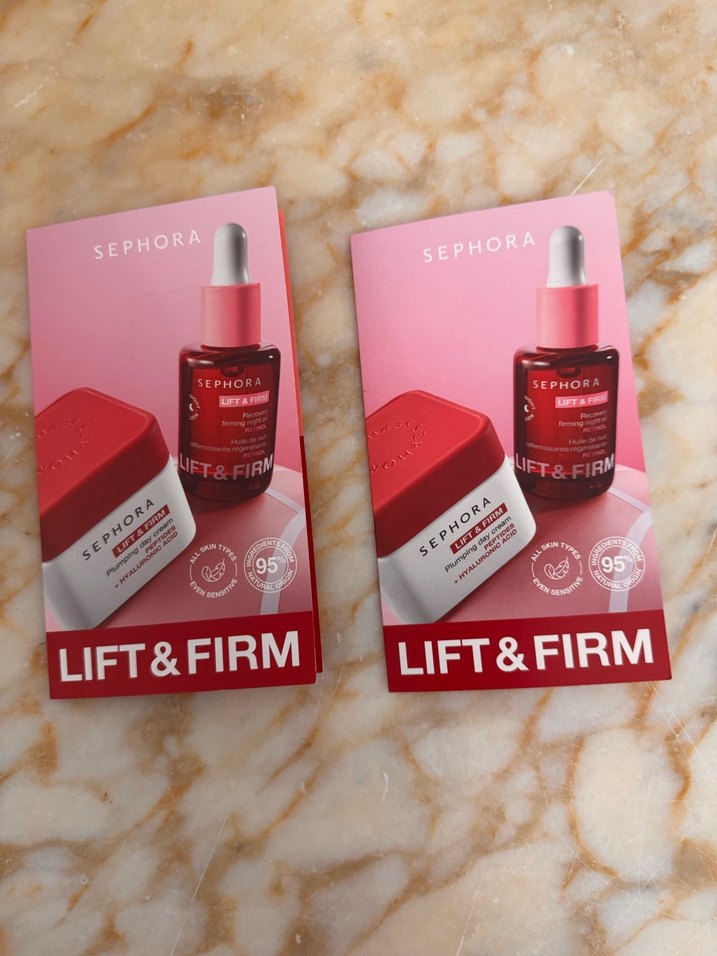 SEPHORA
SEPHORA
LIFT & FIRM
Recovery
firming night oil
RETINOL
Huile de nuit
raffermissante régénérante
RETINOL
LIFT & FIRM
SEPHORA
LIFT & FIRM
Plumping day cream
PEPTIDES
+ HYALURONIC ACID
ALL SKIN TYPES
EVEN SENSITIVE
INGREDIENTS FROM
95%
NATURAL ORIGIN
LIFT & FIRM
SEPHORA
SEPHORA
LIFT & FIRM
Recovery
firming night oil
RETINOL
Huile de nuit
raffermissante régénérante
RETINOL
LIFT & FIRM
SEPHORA
LIFT & FIRM
Plumping day cream
PEPTIDES
+ HYALURONIC ACID
ALL SKIN TYPES
EVEN SENSITIVE
INGREDIENTS FROM
95%
NATURAL ORIGIN
LIFT & FIRM